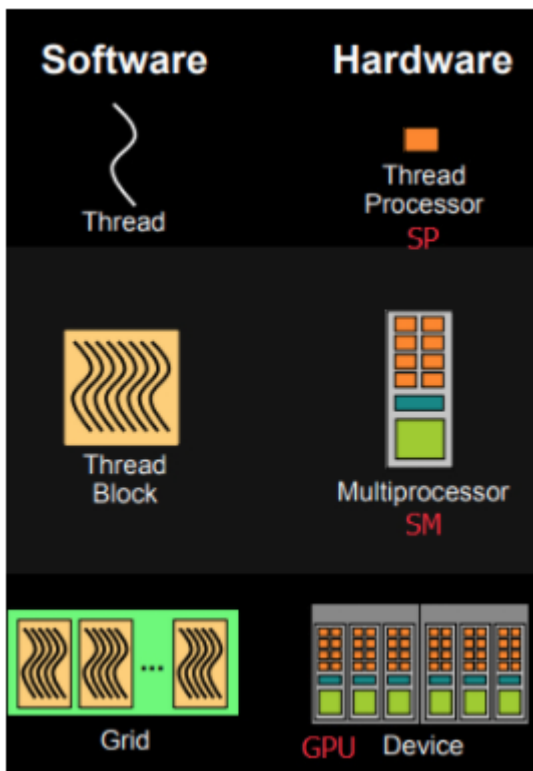 Software
Hardware
Thread
Thread
Processor
SP
Thread
Block
Multiprocessor
SM
...
Grid
GPU Device